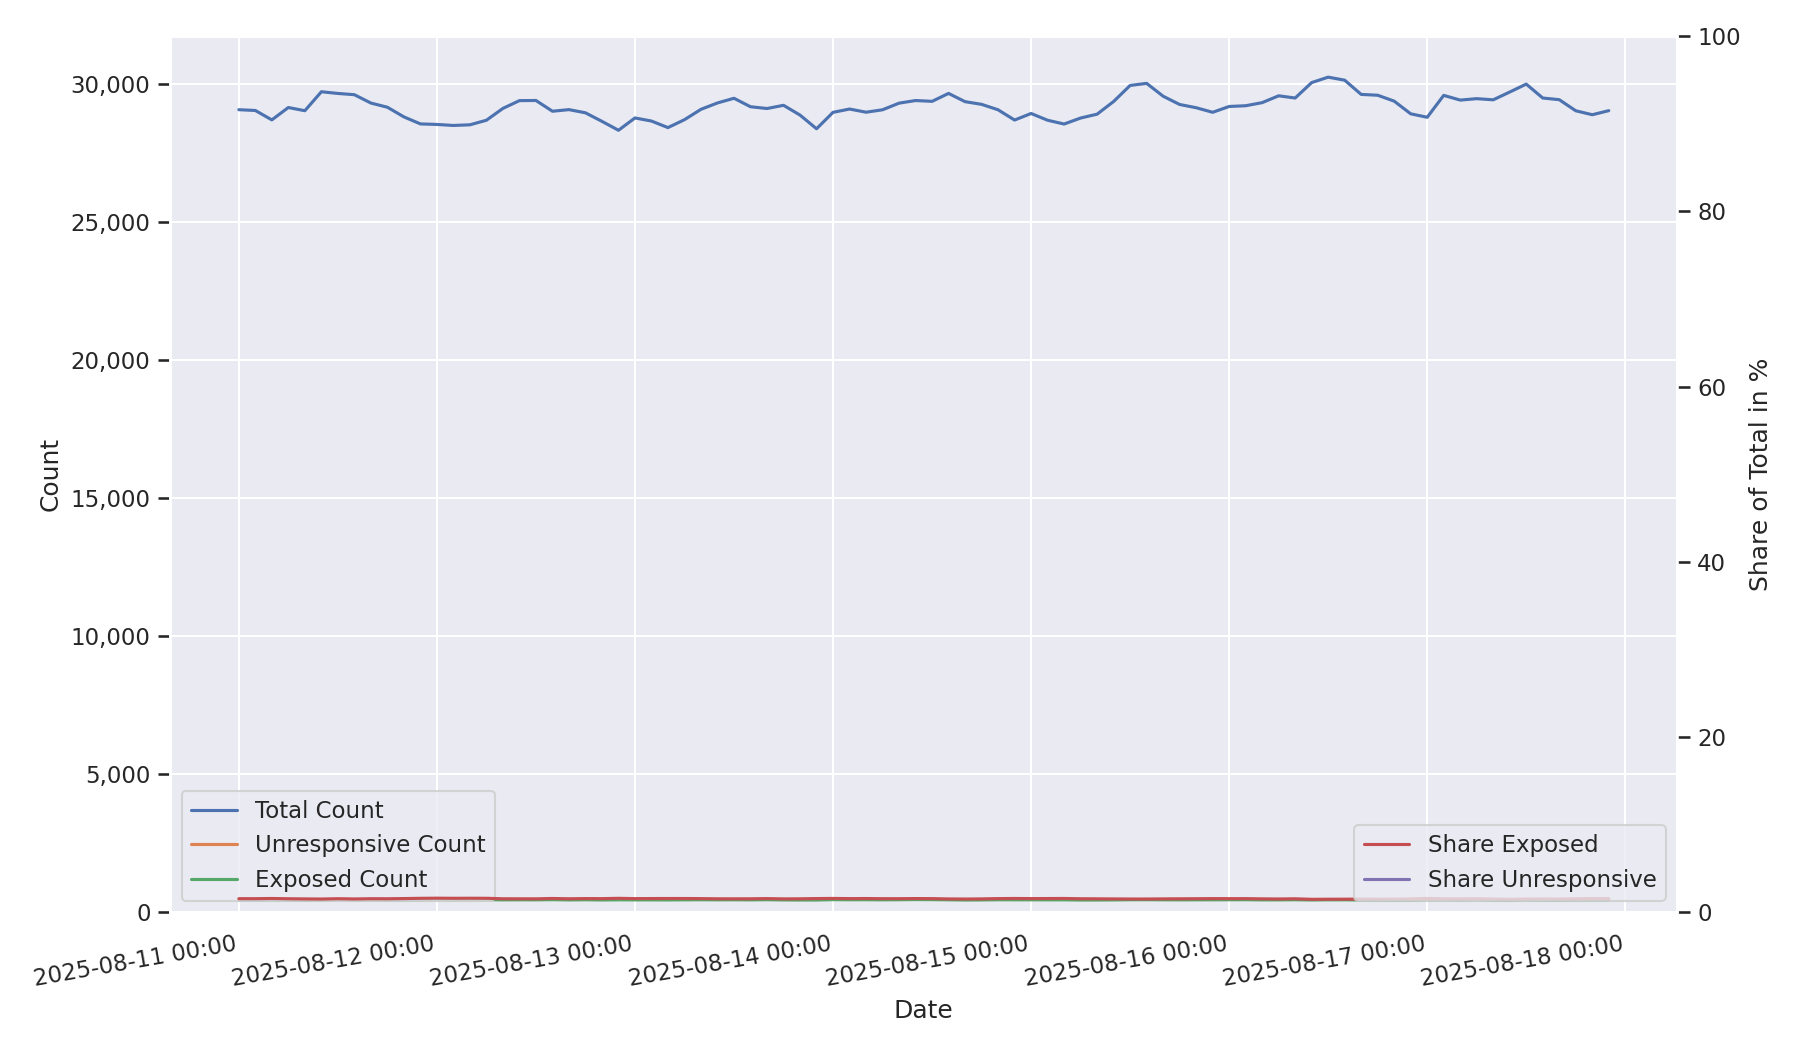 30,000
25,000
20,000
15,000
10,000
5,000
0
Count
100
80
60
40
20
0
Share of Total in %
Total Count
Unresponsive Count
Exposed Count
Share Exposed
Share Unresponsive
2025-08-11 00:00
2025-08-12 00:00
2025-08-13 00:00
2025-08-14 00:00
2025-08-15 00:00
2025-08-16 00:00
2025-08-17 00:00
2025-08-18 00:00
Date